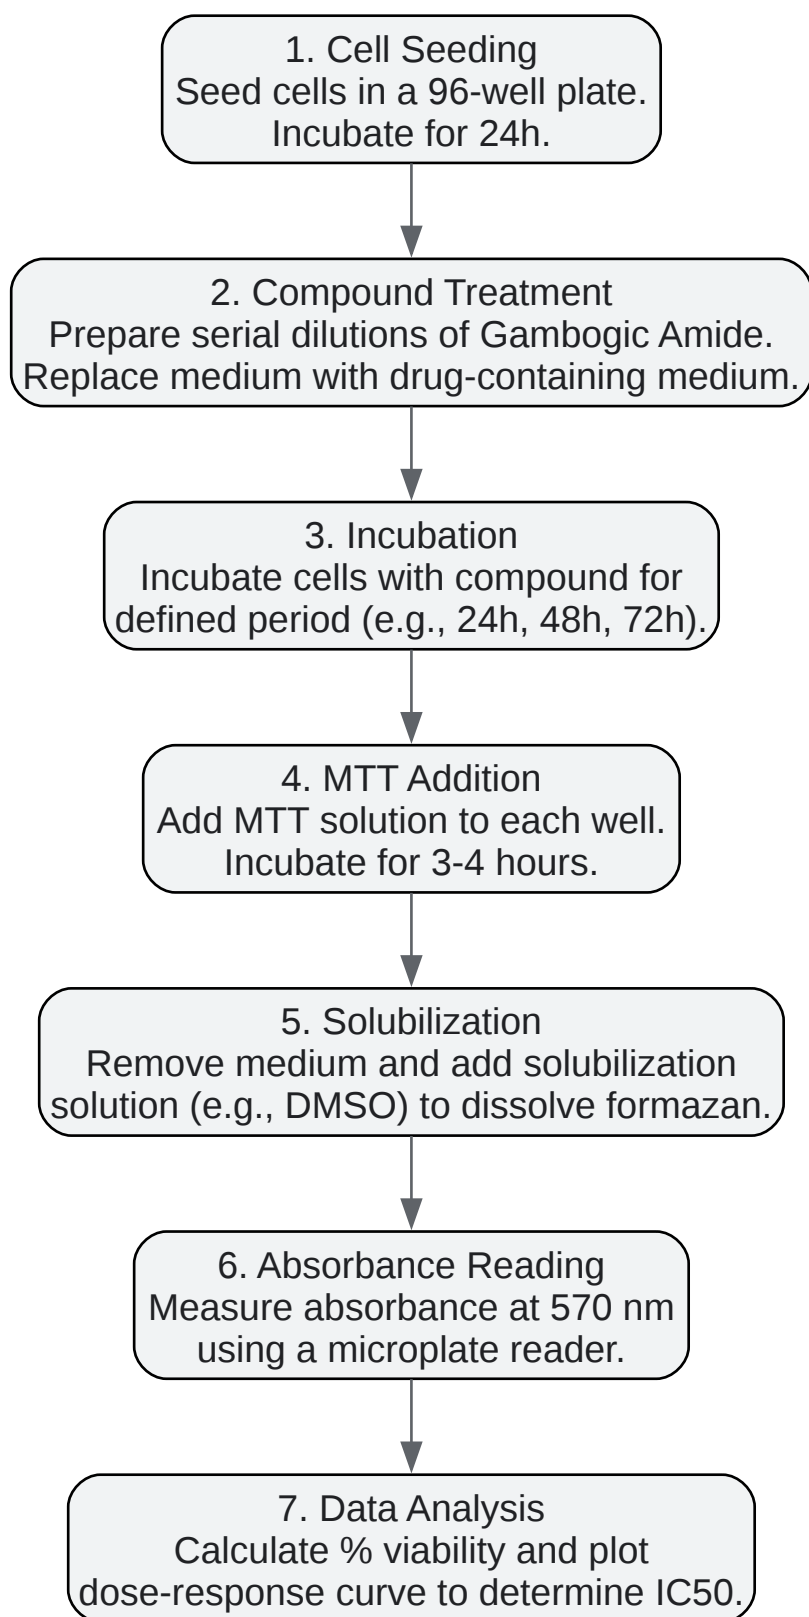 1. Cell Seeding
Seed cells in a 96-well plate.
Incubate for 24h.
2. Compound Treatment
Prepare serial dilutions of Gambogic Amide.
Replace medium with drug-containing medium.
3. Incubation
Incubate cells with compound for
defined period (e.g., 24h, 48h, 72h).
4. MTT Addition
Add MTT solution to each well.
Incubate for 3-4 hours.
5. Solubilization
Remove medium and add solubilization
solution (e.g., DMSO) to dissolve formazan.
6. Absorbance Reading
Measure absorbance at 570 nm
using a microplate reader.
7. Data Analysis
Calculate % viability and plot
dose-response curve to determine IC50.